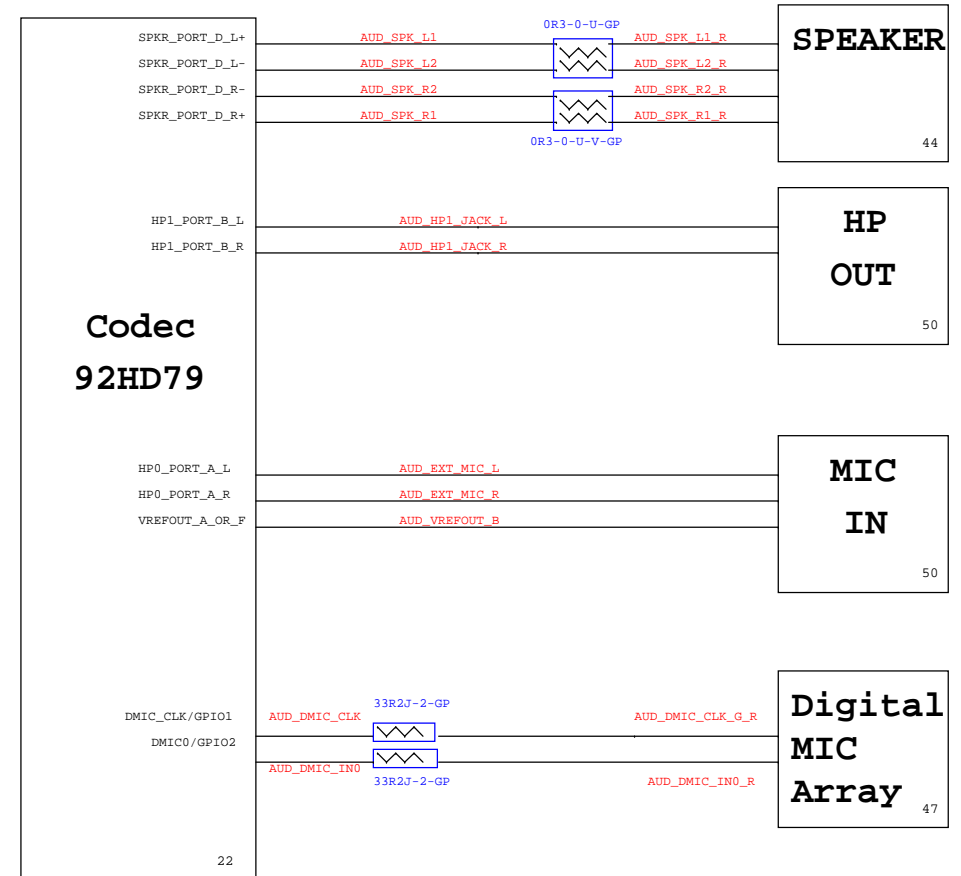 0R3-0-U-GP
SPKR_PORT_D_L+ AUD_SPK_L1 AUD_SPK_L1_R SPEAKER
SPKR_PORT_D_L- AUD_SPK_L2 AUD_SPK_L2_R
SPKR_PORT_D_R- AUD_SPK_R2 AUD_SPK_R2_R
SPKR_PORT_D_R+ AUD_SPK_R1 AUD_SPK_R1_R
0R3-0-U-V-GP 44
HP1_PORT_B_L AUD_HP1_JACK_L HP
HP1_PORT_B_R AUD_HP1_JACK_R
OUT
50
Codec
92HD79
HP0_PORT_A_L AUD_EXT_MIC_L MIC
HP0_PORT_A_R AUD_EXT_MIC_R
VREFOUT_A_OR_F AUD_VREFOUT_B IN
50
33R2J-2-GP
DMIC_CLK/GPIO1 AUD_DMIC_CLK AUD_DMIC_CLK_G_R Digital
DMIC0/GPIO2 MIC
AUD_DMIC_IN0 33R2J-2-GP AUD_DMIC_IN0_R Array
47
22